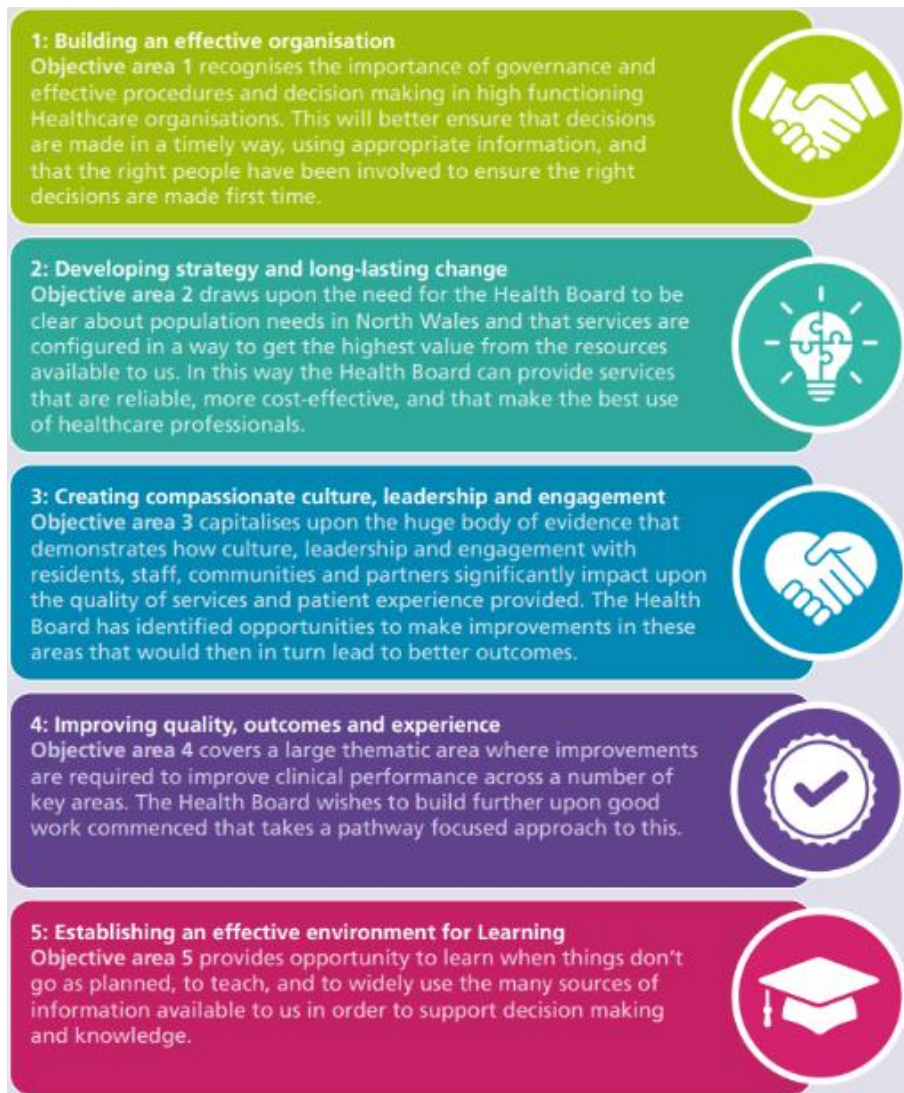 1: Building an effective organisation
Objective area 1 recognises the importance of governance and
effective procedures and decision making in high functioning
Healthcare organisations. This will better ensure that decisions
are made in a timely way, using appropriate information, and
that the right people have been involved to ensure the right
decisions are made first time.
2: Developing strategy and long-lasting change
Objective area 2 draws upon the need for the Health Board to be
clear about population needs in North Wales and that services are
configured in a way to get the highest value from the resources
available to us. In this way the Health Board can provide services
that are reliable, more cost-effective, and that make the best use
of healthcare professionals.
3: Creating compassionate culture, leadership and engagement
Objective area 3 capitalises upon the huge body of evidence that
demonstrates how culture, leadership and engagement with
residents, staff, communities and partners significantly impact upon
the quality of services and patient experience provided. The Health
Board has identified opportunities to make improvements in these
areas that would then in turn lead to better outcomes.
4: Improving quality, outcomes and experience
Objective area 4 covers a large thematic area where improvements
are required to improve clinical performance across a number of
key areas. The Health Board wishes to build further upon good
work commenced that takes a pathway focused approach to this.
5: Establishing an effective environment for Learning
Objective area 5 provides opportunity to learn when things don't
go as planned, to teach, and to widely use the many sources of
information available to us in order to support decision making
and knowledge.